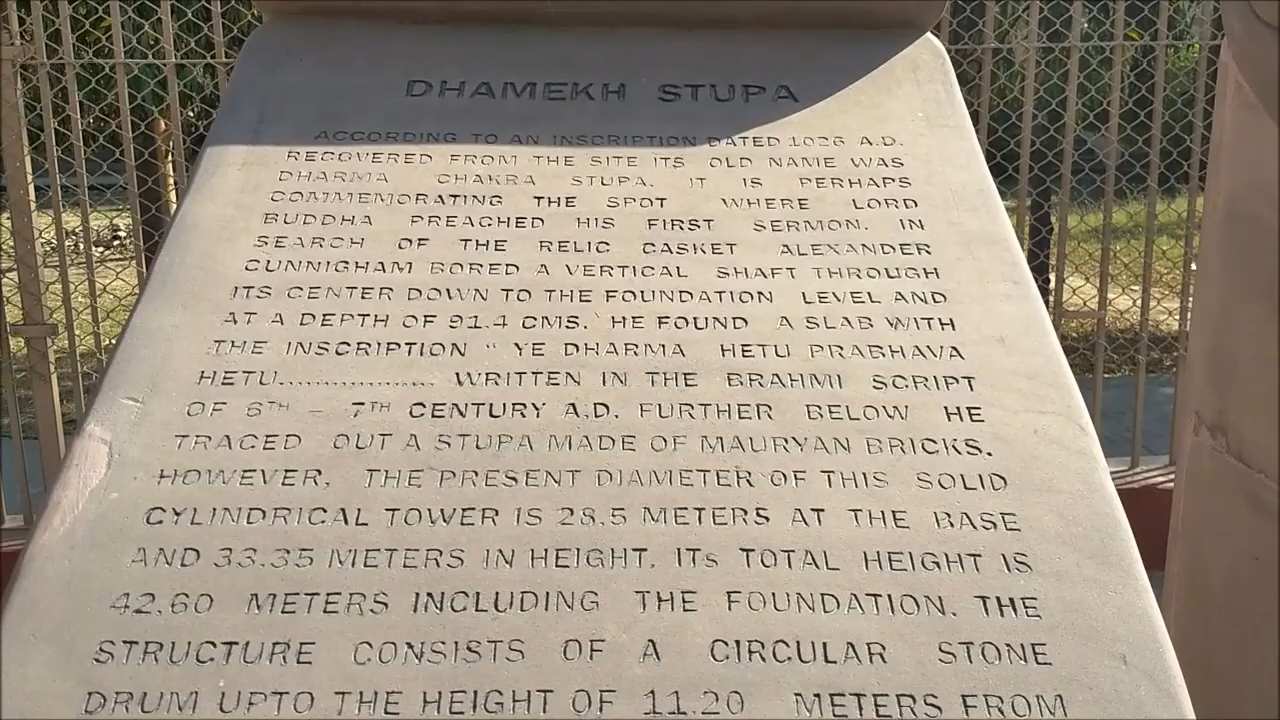 DHAMEKH STUPA
ACCORDING TO AN INSCRIPTION DATED 1026 A.D.
RECOVERED FROM THE SITE ITS OLD NAME WAS
DHARMA CHAKRA STUPA. IT IS PERHAPS
COMMEMORATING THE SPOT WHERE LORD
BUDDHA PREACHED HIS FIRST SERMON. IN
SEARCH OF THE RELIC CASKET ALEXANDER
CUNNIGHAM BORED A VERTICAL SHAFT THROUGH
ITS CENTER DOWN TO THE FOUNDATION LEVEL AND
AT A DEPTH OF 91.4 CMS. HE FOUND A SLAB WITH
THE INSCRIPTION " YE DHARMA HETU PRABHAVA
HETU.................. WRITTEN IN THE BRAHMI SCRIPT
OF 6TH – 7TH CENTURY A.D. FURTHER BELOW HE
TRACED OUT A STUPA MADE OF MAURYAN BRICKS.
HOWEVER, THE PRESENT DIAMETER OF THIS SOLID
CYLINDRICAL TOWER IS 28.5 METERS AT THE BASE
AND 33.35 METERS IN HEIGHT. ITs TOTAL HEIGHT IS
42.60 METERS INCLUDING THE FOUNDATION. THE
STRUCTURE CONSISTS OF A CIRCULAR STONE
DRUM UPTO THE HEIGHT OF 11.20 METERS FROM